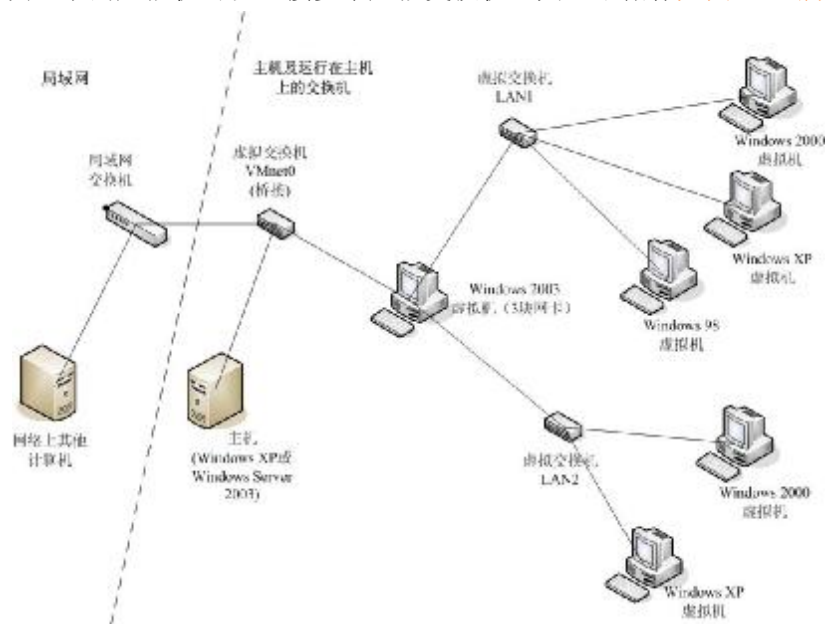 局域网
主机及运行在主机
上的交换机
局域网
交换机
虚拟交换机
VMnet0
(桥接)
虚拟交换机
LAN1
Windows 2000
虚拟机
Windows XP
虚拟机
Windows 98
虚拟机
Windows 2003
虚拟机（3块网卡）
网络上其他
计算机
主机
(Windows XP或
Windows Server
2003)
虚拟交换机
LAN2
Windows 2000
虚拟机
Windows XP
虚拟机